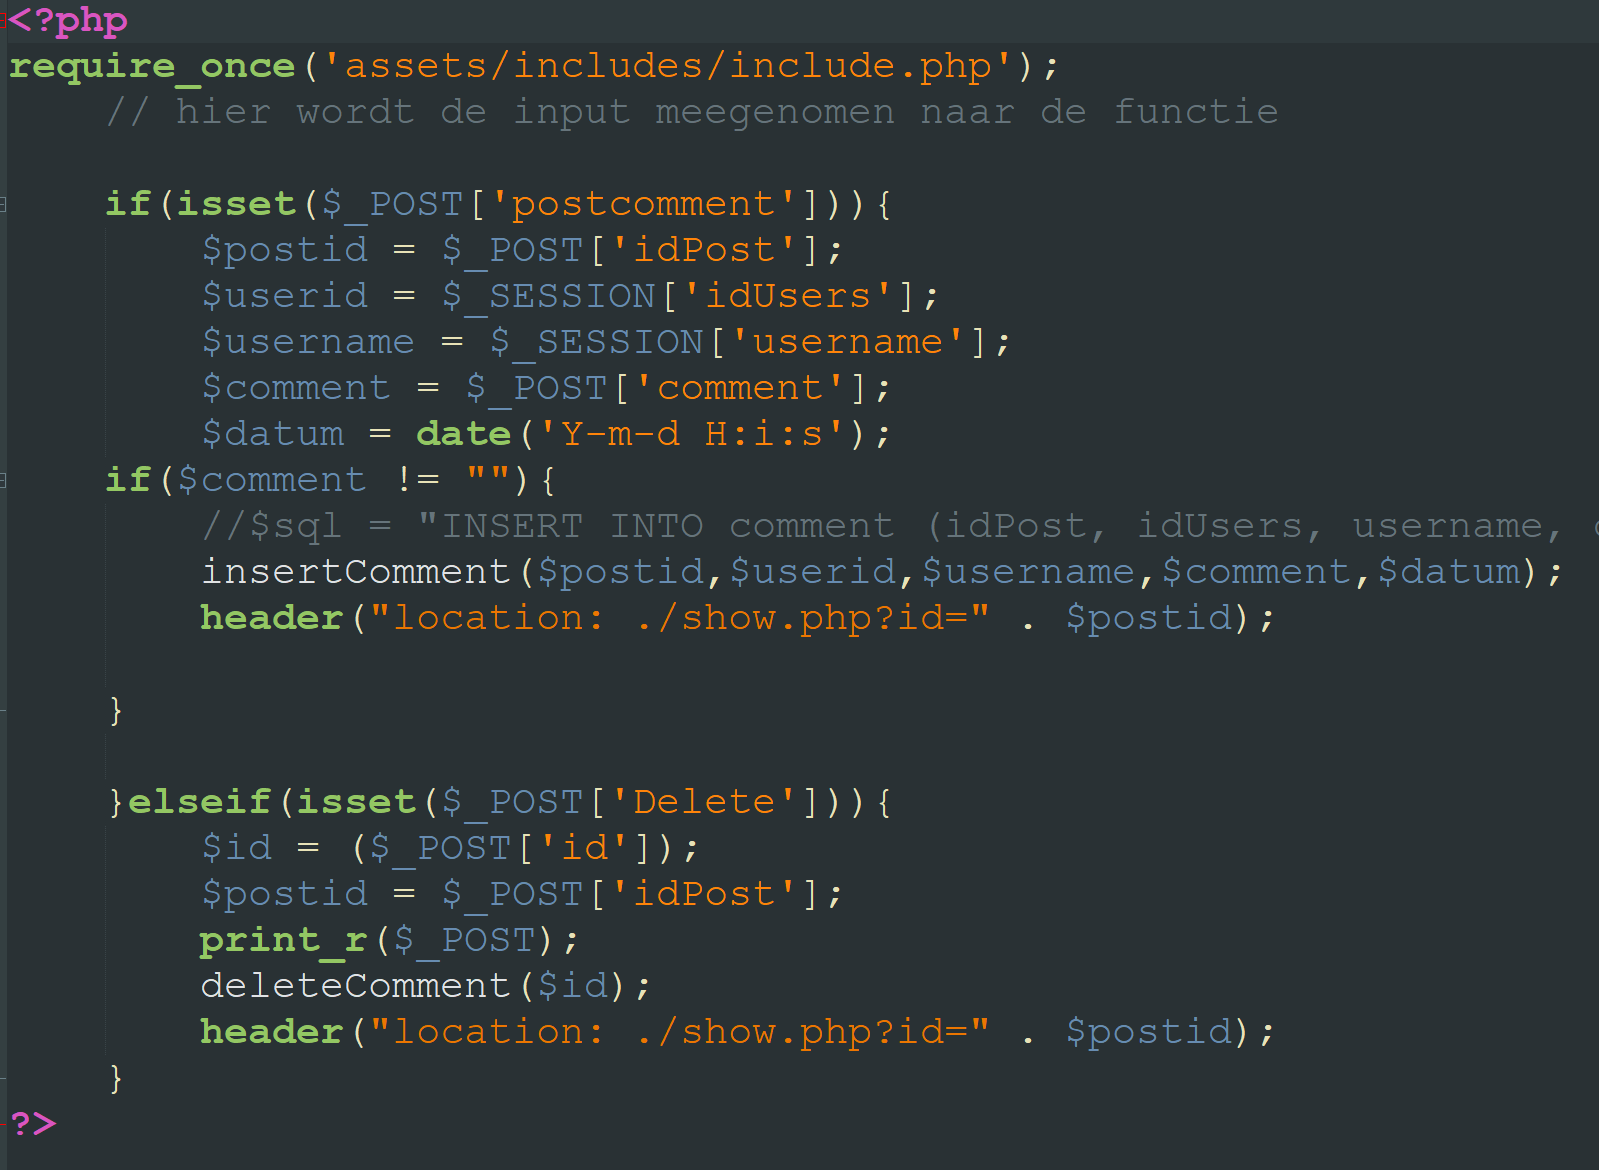 <?php
require_once('assets/includes/include.php');
// hier wordt de input meegenomen naar de functie
if(isset($_POST['postcomment'])){
$postid = $_POST['idPost'];
$userid = $_SESSION['idUsers'];
$username = $_SESSION['username'];
$comment = $_POST['comment'];
$datum = date('Y-m-d H:i:s');
if($comment != ""){
//$sql = "INSERT INTO comment (idPost, idUsers, username,
insertComment($postid,$userid,$username,$comment,$datum);
header("location: ./show.php?id=" . $postid);
}
}elseif(isset($_POST['Delete'])){
$id = ($_POST['id']);
$postid = $_POST['idPost'];
print_r($_POST);
deleteComment($id);
header("location: ./show.php?id=" . $postid);
}
?>